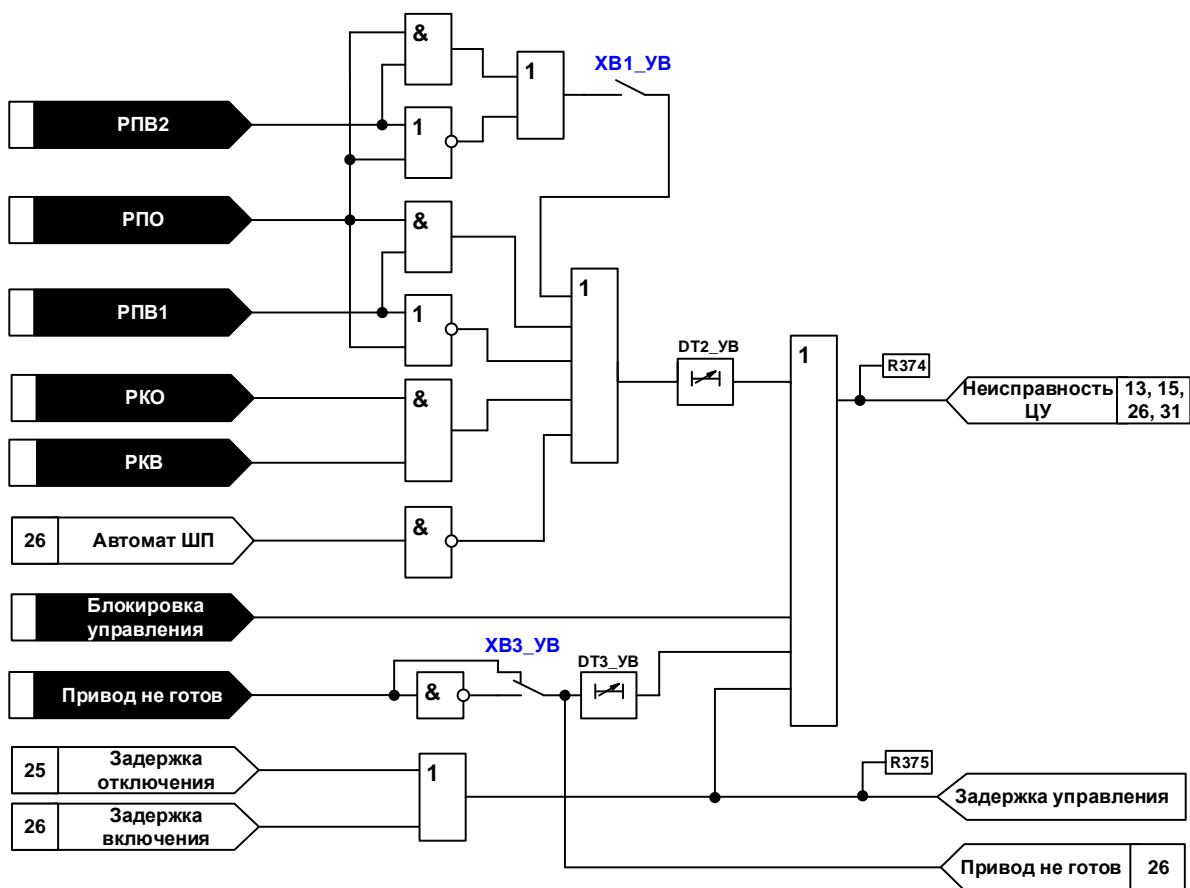 &
1
ХВ1_УВ
РПВ2
1
РПО
&
1
РПВ1
1
DT2_УВ
1
R374
РКО
&
Неисправность ЦУ
13, 15, 26, 31
РКВ
26
Автомат ШП
&
Блокировка
управления
ХВ3_УВ
DT3_УВ
Привод не готов
&
25
Задержка
отключения
1
R375
26
Задержка
включения
Задержка управления
Привод не готов
26